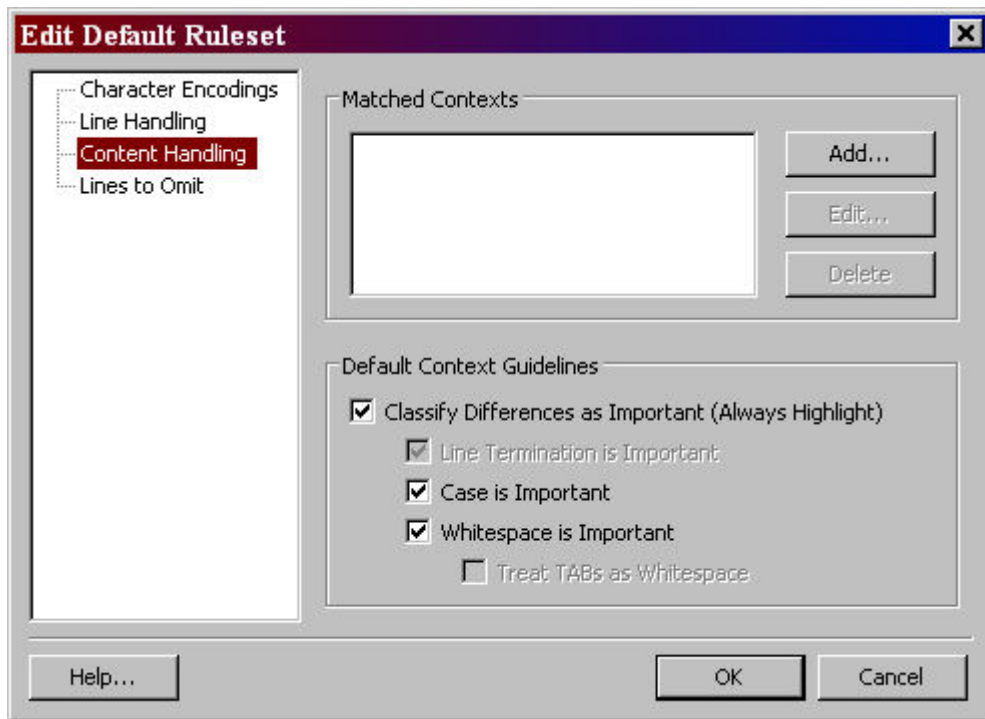 Edit Default Ruleset
Character Encodings
Line Handling
Content Handling
Lines to Omit
Matched Contexts
Add...
Edit...
Delete
Default Context Guidelines
Classify Differences as Important (Always Highlight)
Line Termination is Important
Case is Important
Whitespace is Important
Treat TABs as Whitespace
Help...
OK
Cancel